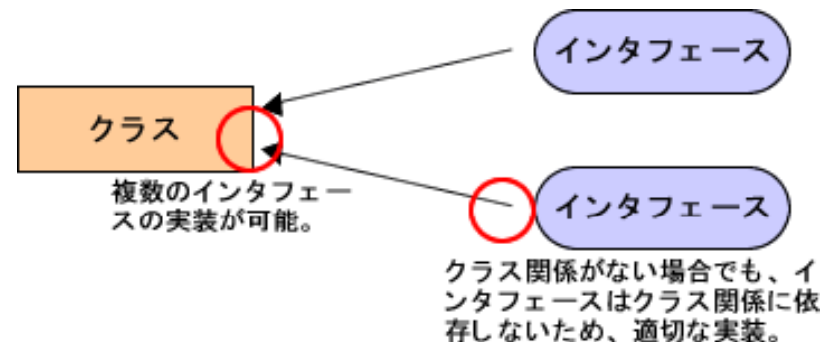 インタフェース
クラス
複数のインタフェー
スの実装が可能。
インタフェース
クラス関係がない場合でも、イ
ンタフェースはクラス関係に依
存しないため、適切な実装。